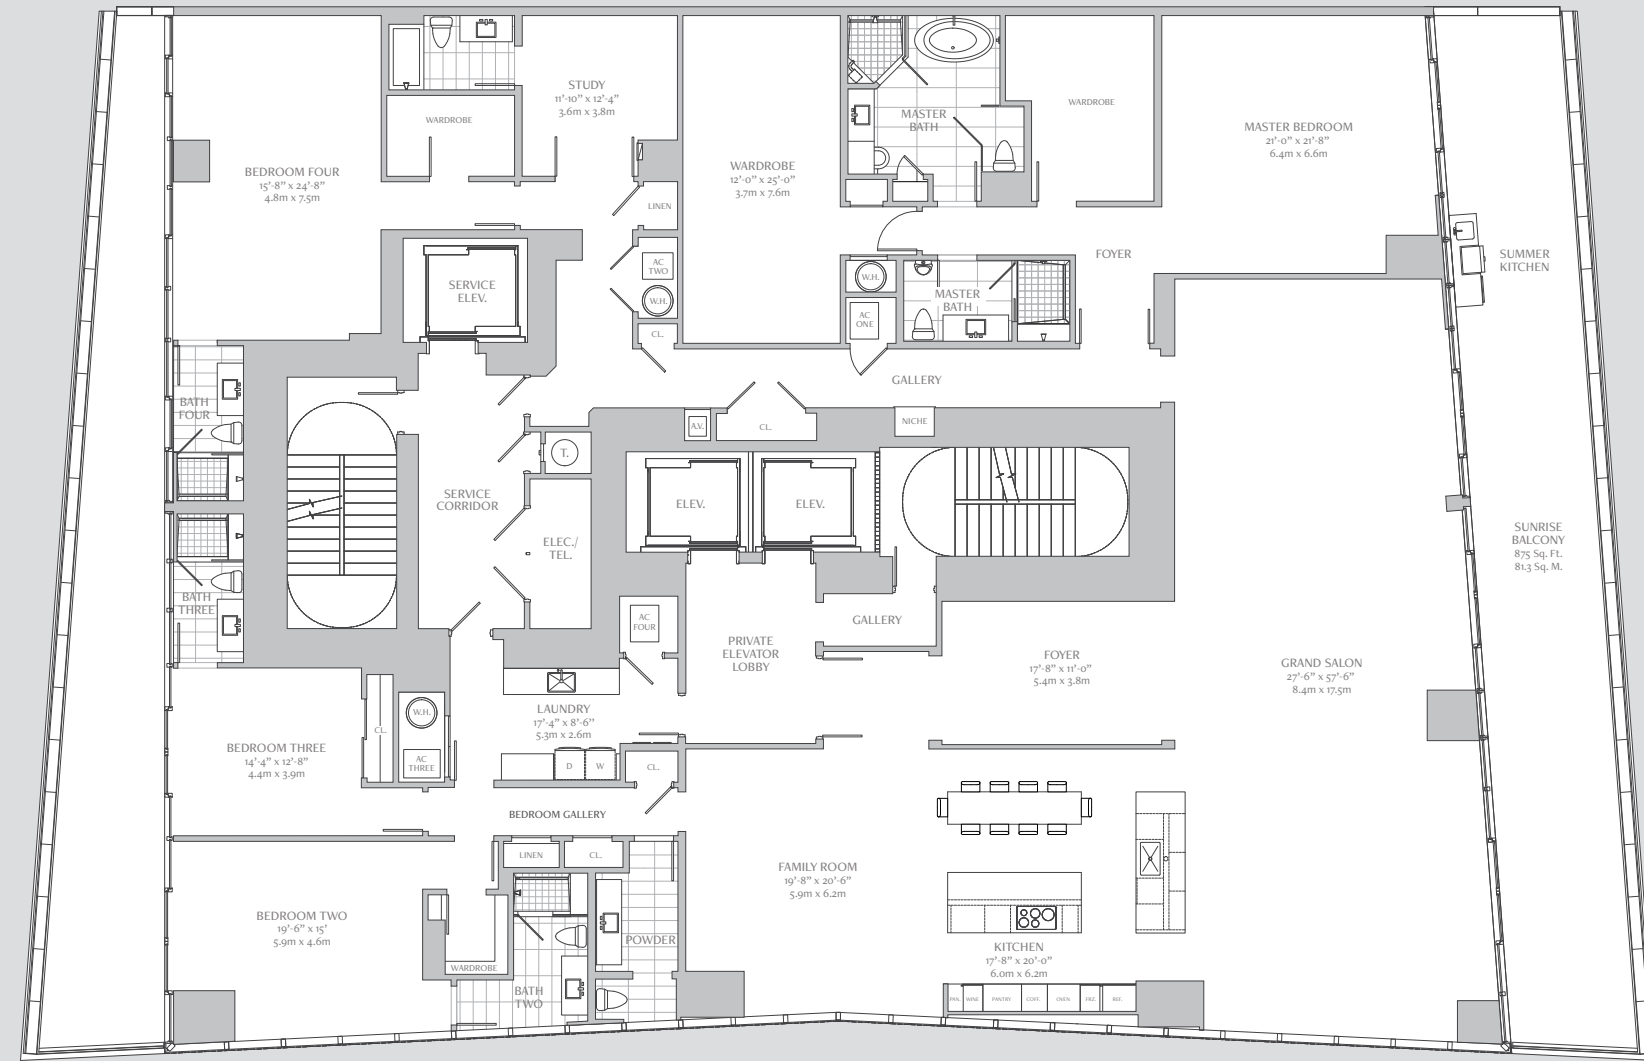 STUDY
11'-10" x 12'-4"
3.6m x 3.8m
WARDROBE
BEDROOM FOUR
15'-8" x 24'-8"
4.8m x 7.5m
WARDROBE
12'-0" x 25'-0"
3.7m x 7.6m
MASTER
BATH
WARDROBE
MASTER BEDROOM
21'-0" x 21'-8"
6.4m x 6.6m
LINEN
AC
TWO
W.H.
CL.
SERVICE
ELEV.
W.H.
AC
ONE
MASTER
BATH
FOYER
SUMMER
KITCHEN
GALLERY
BATH
FOUR
A.V.
CL.
NICHE
T.
SERVICE
CORRIDOR
ELEV.
ELEV.
ELEC./
TEL.
SUNRISE
BALCONY
875 Sq. Ft.
81.3 Sq. M.
BATH
THREE
AC
FOUR
PRIVATE
ELEVATOR
LOBBY
GALLERY
FOYER
17'-8" x 11'-0"
5.4m x 3.8m
GRAND SALON
27'-6" x 57'-6"
8.4m x 17.5m
LAUNDRY
17'-4" x 8'-6"
5.3m x 2.6m
W.H.
CL.
AC
THREE
BEDROOM THREE
14'-4" x 12'-8"
4.4m x 3.9m
D
W
CL.
BEDROOM GALLERY
LINEN
CL.
FAMILY ROOM
19'-8" x 20'-6"
5.9m x 6.2m
BEDROOM TWO
19'-6" x 15'
5.9m x 4.6m
WARDROBE
BATH
TWO
POWDER
KITCHEN
17'-8" x 20'-0"
6.0m x 6.2m
PAN.
WINE
PANTRY
COFF.
OVEN
FRZ.
REF.